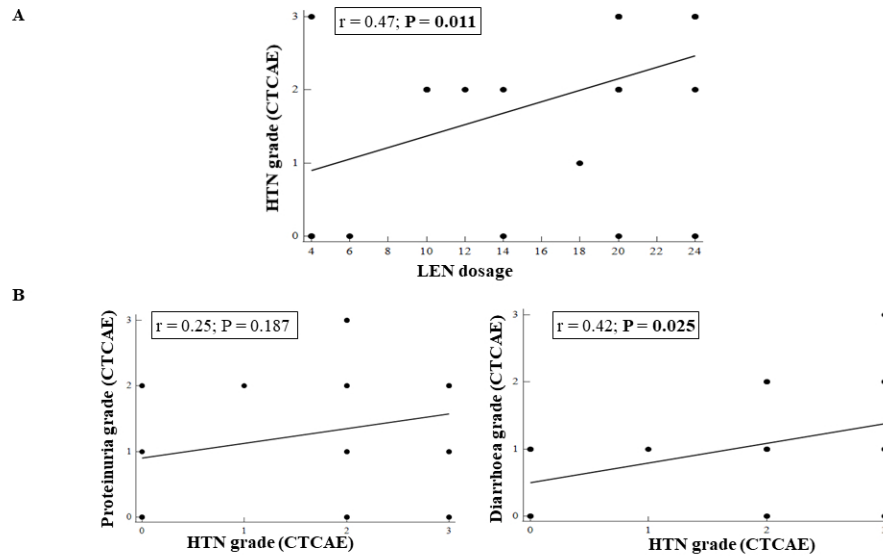 A
r = 0.47; P = 0.011
HTN grade (CTCAE)
3
2
1
0
4 6 8 10 12 14 16 18 20 22 24
LEN dosage
B
r = 0.25; P = 0.187
Proteinuria grade (CTCAE)
3
2
1
0
0 1 2 3
HTN grade (CTCAE)
r = 0.42; P = 0.025
Diarrhoea grade (CTCAE)
3
2
1
0
0 1 2 3
HTN grade (CTCAE)